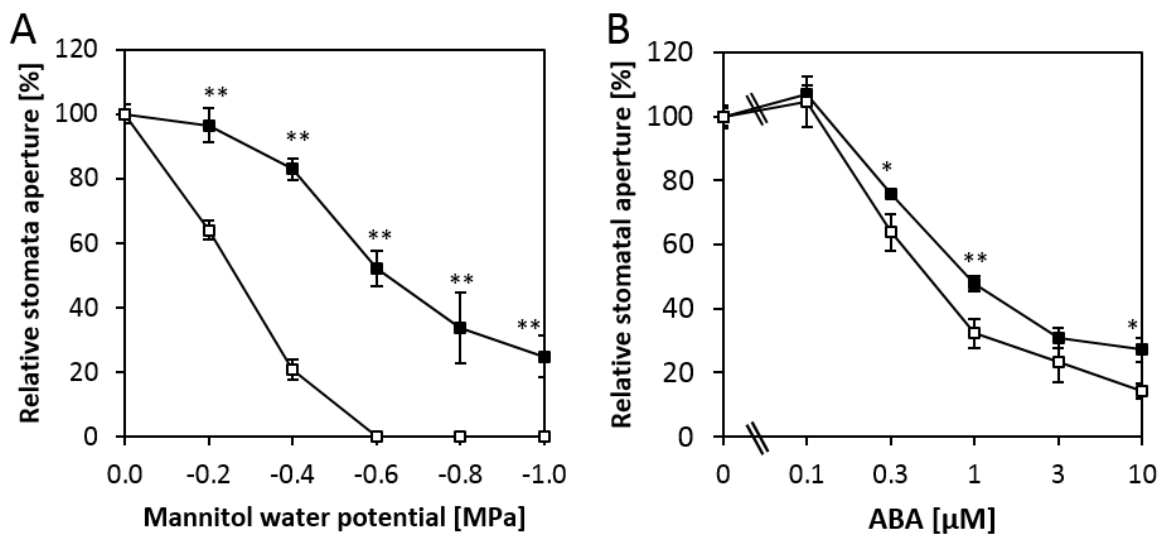 A
Relative stomata aperture [%]
120
100
80
60
40
20
0
**
**
**
**
**
0.0 -0.2 -0.4 -0.6 -0.8 -1.0
Mannitol water potential [MPa]
B
Relative stomatal aperture [%]
120
100
80
60
40
20
0
*
**
*
0 0.1 0.3 1 3 10
ABA [µM]